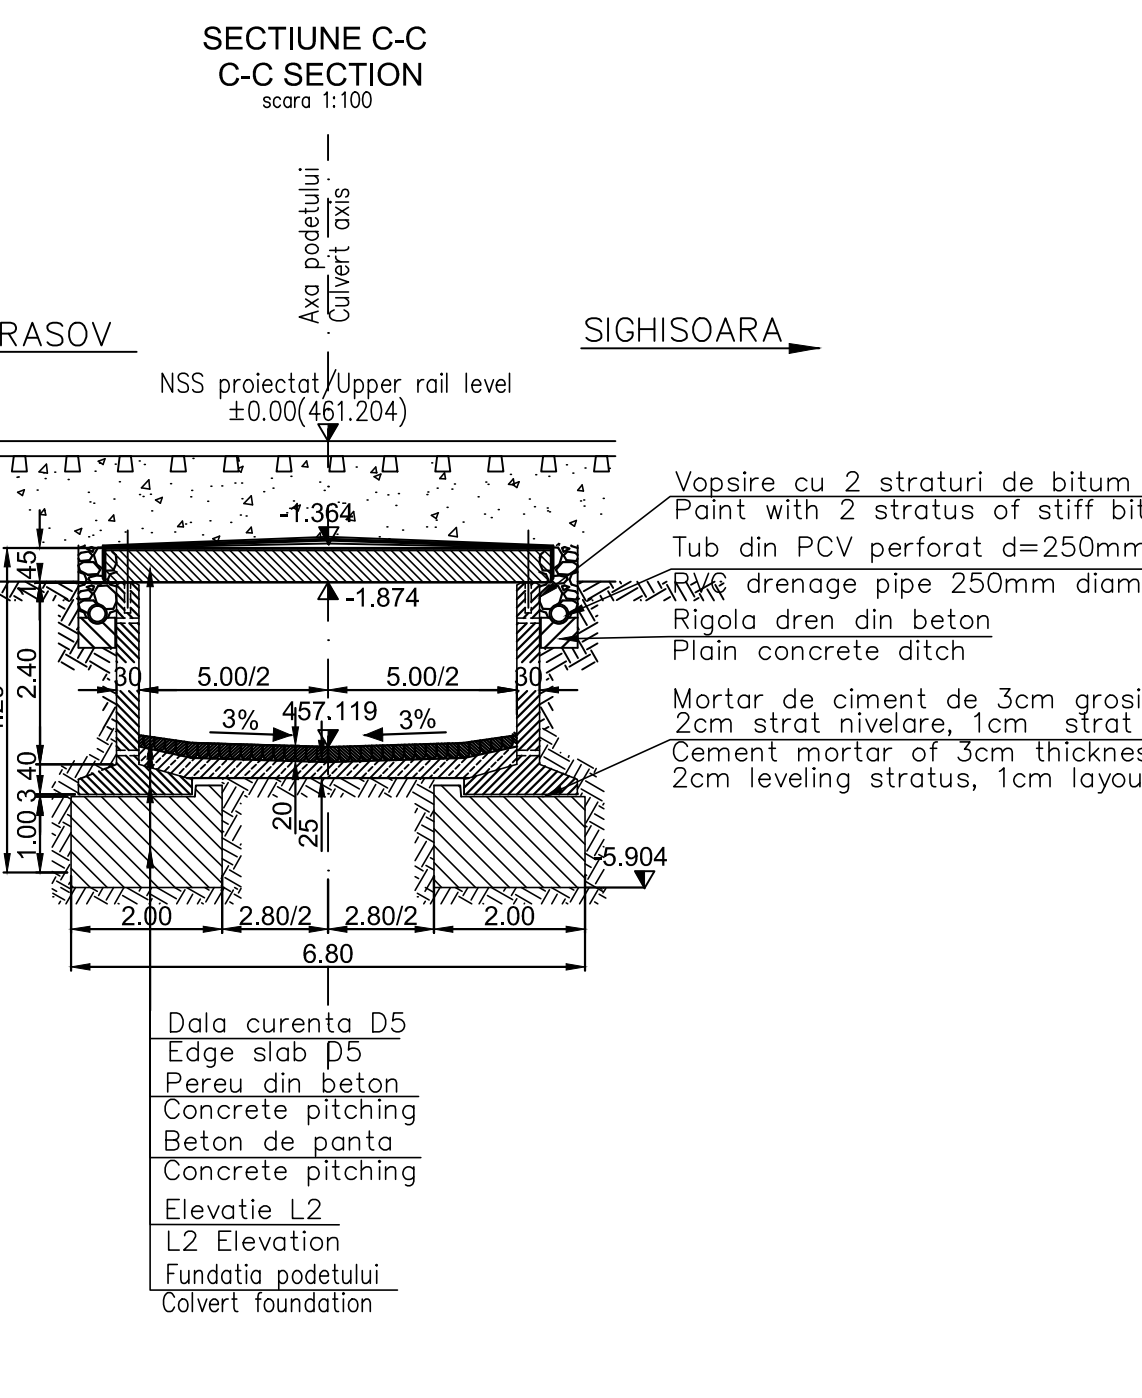 SECTIUNE C-C
C-C SECTION
scara 1:100
Axa podetului
Culvert axis
RASOV
SIGHISOARA
NSS proiectat/Upper rail level
±0.00(461.204)
-1.364
-1.874
Vopsire cu 2 straturi de bitum
Paint with 2 stratus of stiff bit
Tub din PCV perforat d=250mm
PVC drenage pipe 250mm diam
Rigola dren din beton
Plain concrete ditch
Mortar de ciment de 3cm grosi
2cm strat nivelare, 1cm strat
Cement mortar of 3cm thicknes
2cm leveling stratus, 1cm layou
45
2.40
40
3
1.00
30
5.00/2
5.00/2
30
3%
457.119
3%
20
25
-5.904
2.00
2.80/2
2.80/2
2.00
6.80
Dala curenta D5
Edge slab D5
Pereu din beton
Concrete pitching
Beton de panta
Concrete pitching
Elevatie L2
L2 Elevation
Fundatia podetului
Colvert foundation